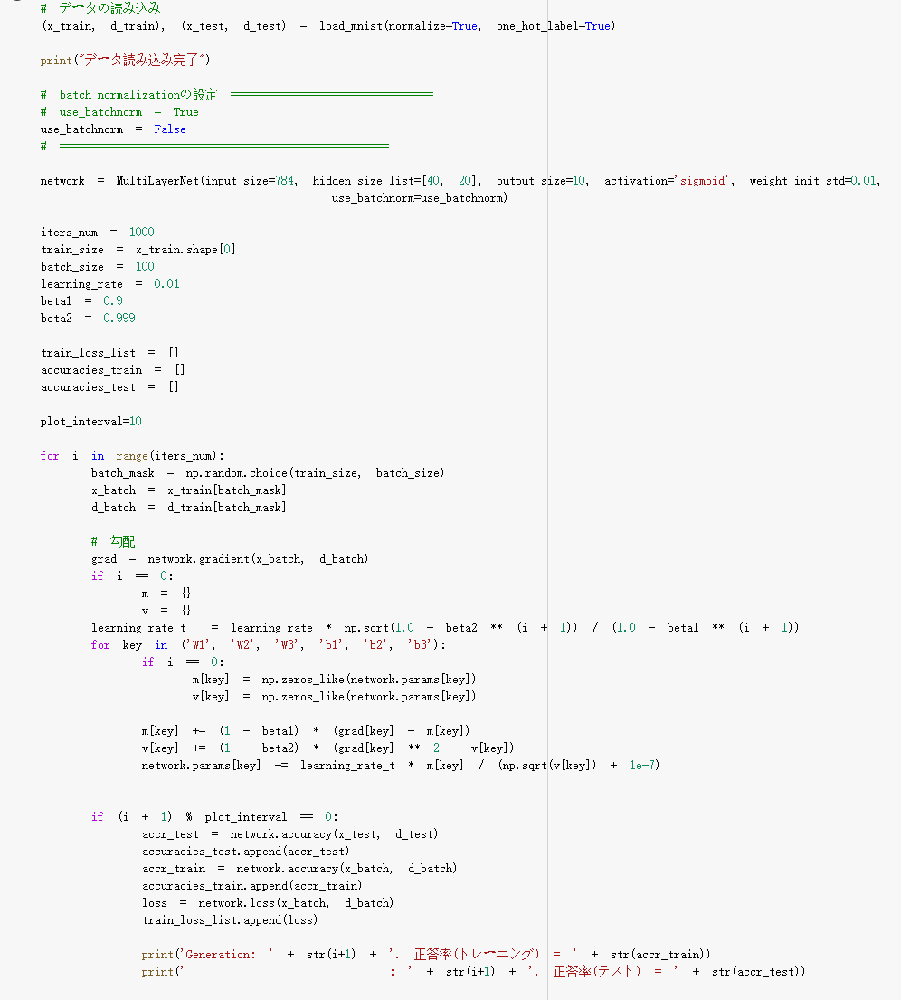 # データの読み込み
(x_train, d_train), (x_test, d_test) = load_mnist(normalize=True, one_hot_label=True)
print("データ読み込み完了")
# batch_normalizationの設定 ================================
# use_batchnorm = True
use_batchnorm = False
# ====================================================
network = MultiLayerNet(input_size=784, hidden_size_list=[40, 20], output_size=10, activation='sigmoid', weight_init_std=0.01,
use_batchnorm=use_batchnorm)
iters_num = 1000
train_size = x_train.shape[0]
batch_size = 100
learning_rate = 0.01
beta1 = 0.9
beta2 = 0.999
train_loss_list = []
accuracies_train = []
accuracies_test = []
plot_interval=10
for i in range(iters_num):
batch_mask = np.random.choice(train_size, batch_size)
x_batch = x_train[batch_mask]
d_batch = d_train[batch_mask]
# 勾配
grad = network.gradient(x_batch, d_batch)
if i == 0:
m = {}
v = {}
learning_rate_t = learning_rate * np.sqrt(1.0 - beta2 ** (i + 1)) / (1.0 - beta1 ** (i + 1))
for key in ('W1', 'W2', 'W3', 'b1', 'b2', 'b3'):
if i == 0:
m[key] = np.zeros_like(network.params[key])
v[key] = np.zeros_like(network.params[key])
m[key] += (1 - beta1) * (grad[key] - m[key])
v[key] += (1 - beta2) * (grad[key] ** 2 - v[key])
network.params[key] -= learning_rate_t * m[key] / (np.sqrt(v[key]) + 1e-7)
if (i + 1) % plot_interval == 0:
accr_test = network.accuracy(x_test, d_test)
accuracies_test.append(accr_test)
accr_train = network.accuracy(x_batch, d_batch)
accuracies_train.append(accr_train)
loss = network.loss(x_batch, d_batch)
train_loss_list.append(loss)
print('Generation: ' + str(i+1) + '. 正答率(トレーニング) = ' + str(accr_train))
print('                : ' + str(i+1) + '. 正答率(テスト) = ' + str(accr_test))